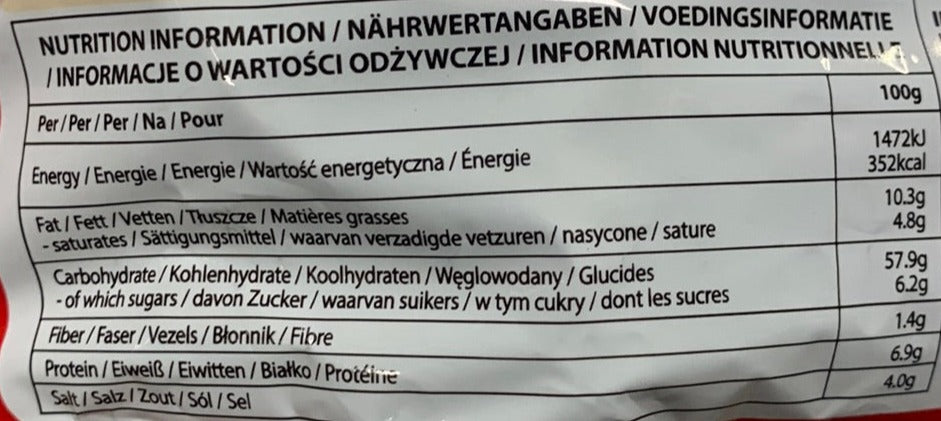 NUTRITION INFORMATION / NÄHRWERTANGABEN / VOEDINGSINFORMATIE
/ INFORMACJE O WARTOŚCI ODŻYWCZEJ / INFORMATION NUTRITIONNELLE
Per / Per / Per / Na / Pour 100g
Energy / Energie / Energie / Wartość energetyczna / Énergie 1472kJ
352kcal
Fat / Fett / Vetten / Tłuszcze / Matières grasses 10.3g
- saturates / Sättigungsmittel / waarvan verzadigde vetzuren / nasycone / sature 4.8g
Carbohydrate / Kohlenhydrate / Koolhydraten / Węglowodany / Glucides 57.9g
- of which sugars / davon Zucker / waarvan suikers / w tym cukry / dont les sucres 6.2g
Fiber / Faser / Vezels / Błonnik / Fibre 1.4g
Protein / Eiweiß / Eiwitten / Białko / Protéine 6.9g
Salt / Salz / Zout / Sól / Sel 4.0g